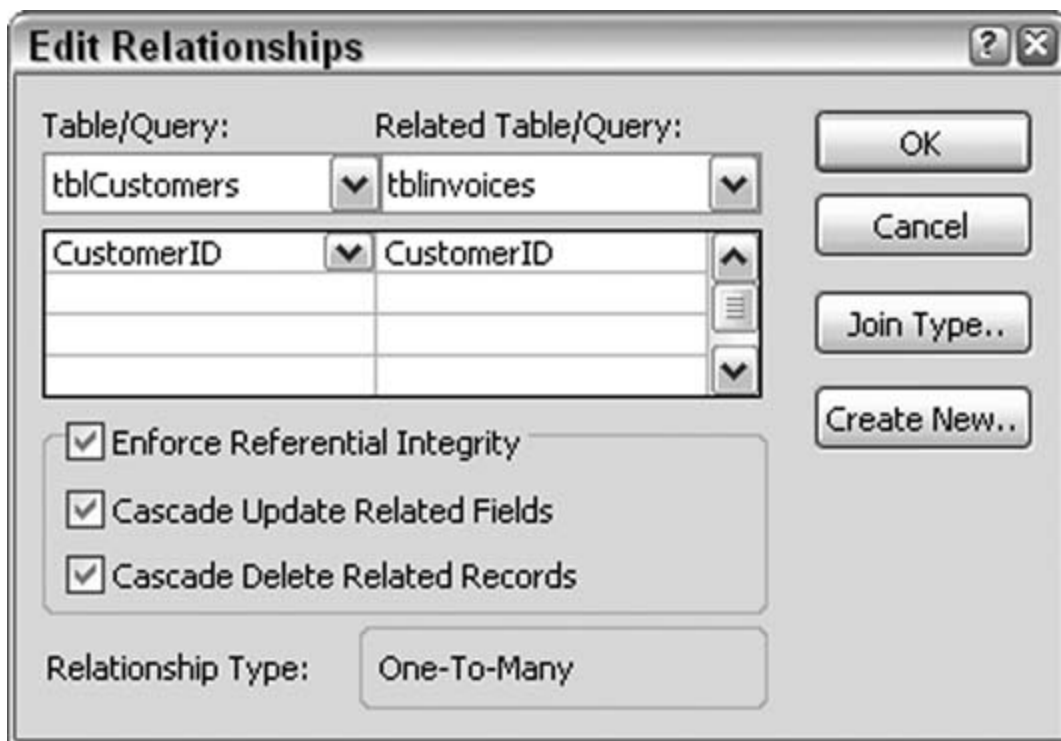 Edit Relationships
Table/Query: Related Table/Query:
tblCustomers tblinvoices
CustomerID CustomerID
Enforce Referential Integrity
Cascade Update Related Fields
Cascade Delete Related Records
Relationship Type: One-To-Many
OK
Cancel
Join Type..
Create New..